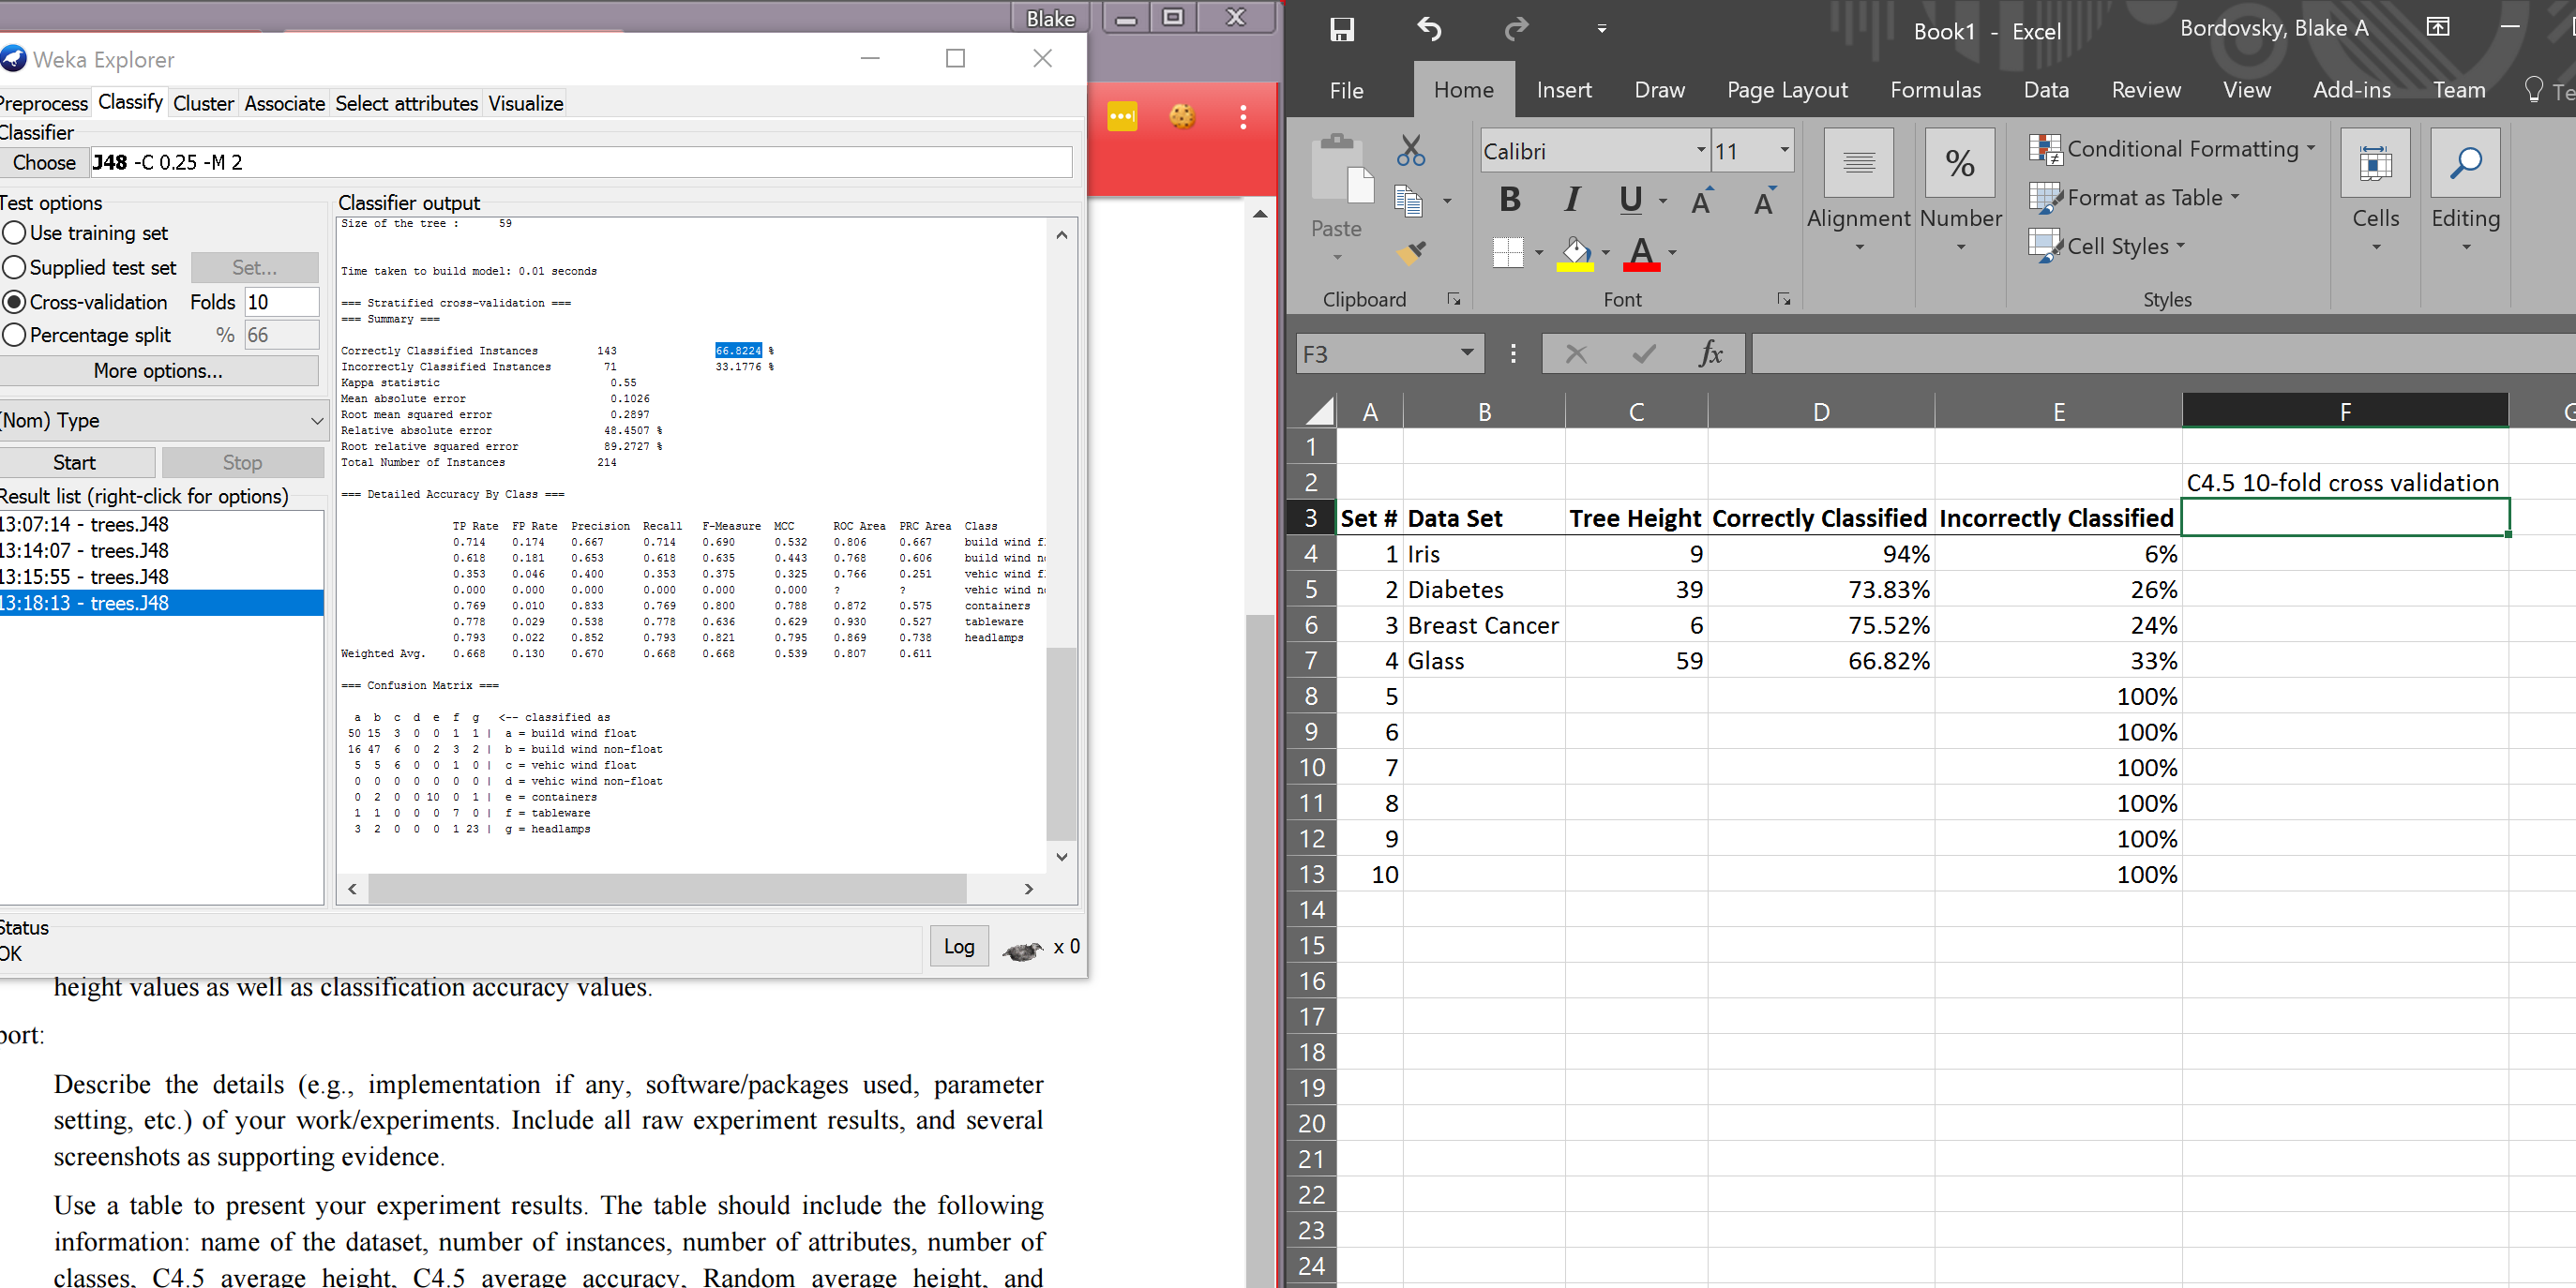 Blake
Weka Explorer
Preprocess Classify Cluster Associate Select attributes Visualize
Classifier
Choose J48 -C 0.25 -M 2
Test options
Use training set
Supplied test set Set...
Cross-validation Folds 10
Percentage split % 66
More options...
(Nom) Type
Start Stop
Result list (right-click for options)
13:07:14 - trees.J48
13:14:07 - trees.J48
13:15:55 - trees.J48
13:18:13 - trees.J48
Classifier output
Size of the tree : 59
Time taken to build model: 0.01 seconds
=== Stratified cross-validation ===
=== Summary ===
Correctly Classified Instances 143 66.8224 %
Incorrectly Classified Instances 71 33.1776 %
Kappa statistic 0.55
Mean absolute error 0.1026
Root mean squared error 0.2897
Relative absolute error 48.4507 %
Root relative squared error 89.2727 %
Total Number of Instances 214
=== Detailed Accuracy By Class ===
TP Rate FP Rate Precision Recall F-Measure MCC ROC Area PRC Area Class
0.714 0.174 0.667 0.714 0.690 0.532 0.806 0.667 build wind f
0.618 0.181 0.653 0.618 0.635 0.443 0.768 0.606 build wind n
0.353 0.046 0.400 0.353 0.375 0.325 0.766 0.251 vehic wind f
0.000 0.000 0.000 0.000 0.000 0.000 ? ? vehic wind n
0.769 0.010 0.833 0.769 0.800 0.788 0.872 0.575 containers
0.778 0.029 0.538 0.778 0.636 0.629 0.930 0.527 tableware
0.793 0.022 0.852 0.793 0.821 0.795 0.869 0.738 headlamps
Weighted Avg. 0.668 0.130 0.670 0.668 0.668 0.539 0.807 0.611
=== Confusion Matrix ===
a b c d e f g <-- classified as
50 15 3 0 0 1 1 | a = build wind float
16 47 6 0 2 3 2 | b = build wind non-float
5 5 6 0 0 1 0 | c = vehic wind float
0 0 0 0 0 0 0 | d = vehic wind non-float
0 2 0 0 10 0 1 | e = containers
1 1 0 0 0 7 0 | f = tableware
3 2 0 0 0 1 23 | g = headlamps
Status
OK
Log x 0
height values as well as classification accuracy values.
port:
Describe the details (e.g., implementation if any, software/packages used, parameter
setting, etc.) of your work/experiments. Include all raw experiment results, and several
screenshots as supporting evidence.
Use a table to present your experiment results. The table should include the following
information: name of the dataset, number of instances, number of attributes, number of
classes, C4.5 average height, C4.5 average accuracy, Random average height, and
Book1 - Excel Bordovsky, Blake A
File Home Insert Draw Page Layout Formulas Data Review View Add-ins Team Te
Paste
Clipboard
Calibri 11
B I U A A
A
Font
Alignment
%
Number
Conditional Formatting
Format as Table
Cell Styles
Styles
Cells
Editing
F3 fx
A B C D E F G
1
2 C4.5 10-fold cross validation
3 Set # Data Set Tree Height Correctly Classified Incorrectly Classified
4 1 Iris 9 94% 6%
5 2 Diabetes 39 73.83% 26%
6 3 Breast Cancer 6 75.52% 24%
7 4 Glass 59 66.82% 33%
8 5 100%
9 6 100%
10 7 100%
11 8 100%
12 9 100%
13 10 100%
14
15
16
17
18
19
20
21
22
23
24